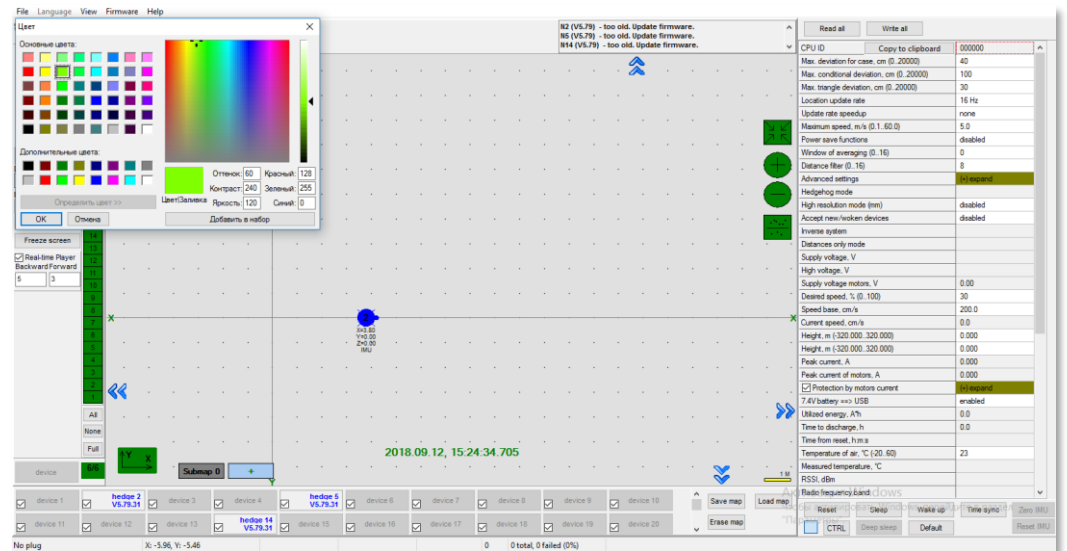 File Language View Firmware Help
Цвет
Основные цвета:
Дополнительные цвета:
Определить цвет >>
OK Отмена
Цвет|Заливка
Оттенок: 60 Красный: 128
Контраст: 240 Зеленый: 255
Яркость: 120 Синий: 0
Добавить в набор
N2 (V5.79) - too old. Update firmware.
N5 (V5.79) - too old. Update firmware.
N14 (V5.79) - too old. Update firmware.
Freeze screen
Real-time Player
Backward Forward
5 3
14
13
12
11
10
9
8
7
6
5
4
3
2
1
All
None
Full
device 6/6
X X
2
X=3.80
Y=0.00
Z=0.00
IMU
2018.09.12, 15:24:34.705
Y X
Submap 0 +
Y
1 M
Read all Write all
CPU ID Copy to clipboard 000000
Max. deviation for case, cm (0..20000) 40
Max. conditional deviation, cm (0..20000) 100
Max. triangle deviation, cm (0..20000) 30
Location update rate 16 Hz
Update rate speedup none
Maximum speed, m/s (0.1..60.0) 5.0
Power save functions disabled
Window of averaging (0..16) 0
Distance filter (0..16) 8
Advanced settings (+) expand
Hedgehog mode
High resolution mode (mm) disabled
Accept new/woken devices disabled
Inverse system
Distances only mode
Supply voltage, V
High voltage, V
Supply voltage motors, V 0.00
Desired speed, % (0..100) 30
Speed base, cm/s 200.0
Current speed, cm/s 0.0
Height, m (-320.000..320.000) 0.000
Height, m (-320.000..320.000) 0.000
Peak current, A 0.000
Peak current of motors, A 0.000
Protection by motors current (+) expand
7.4V battery ==> USB enabled
Utilized energy, A*h 0.0
Time to discharge, h 0.0
Time from reset, h:m:s
Temperature of air, °C (-20..60) 23
Measured temperature, °C
RSSI, dBm
Radio frequency band
Reset Sleep Wake up Time sync Zero IMU
CTRL Deep sleep Default Reset IMU
device 1 hedge 2 V5.79.31 device 3 device 4 hedge 5 V5.79.31 device 6 device 7 device 8 device 9 device 10
device 11 device 12 device 13 hedge 14 V5.79.31 device 15 device 16 device 17 device 18 device 19 device 20
Save map Load map
Erase map
No plug X: -5.96, Y: -5.46 0 0 total, 0 failed (0%)